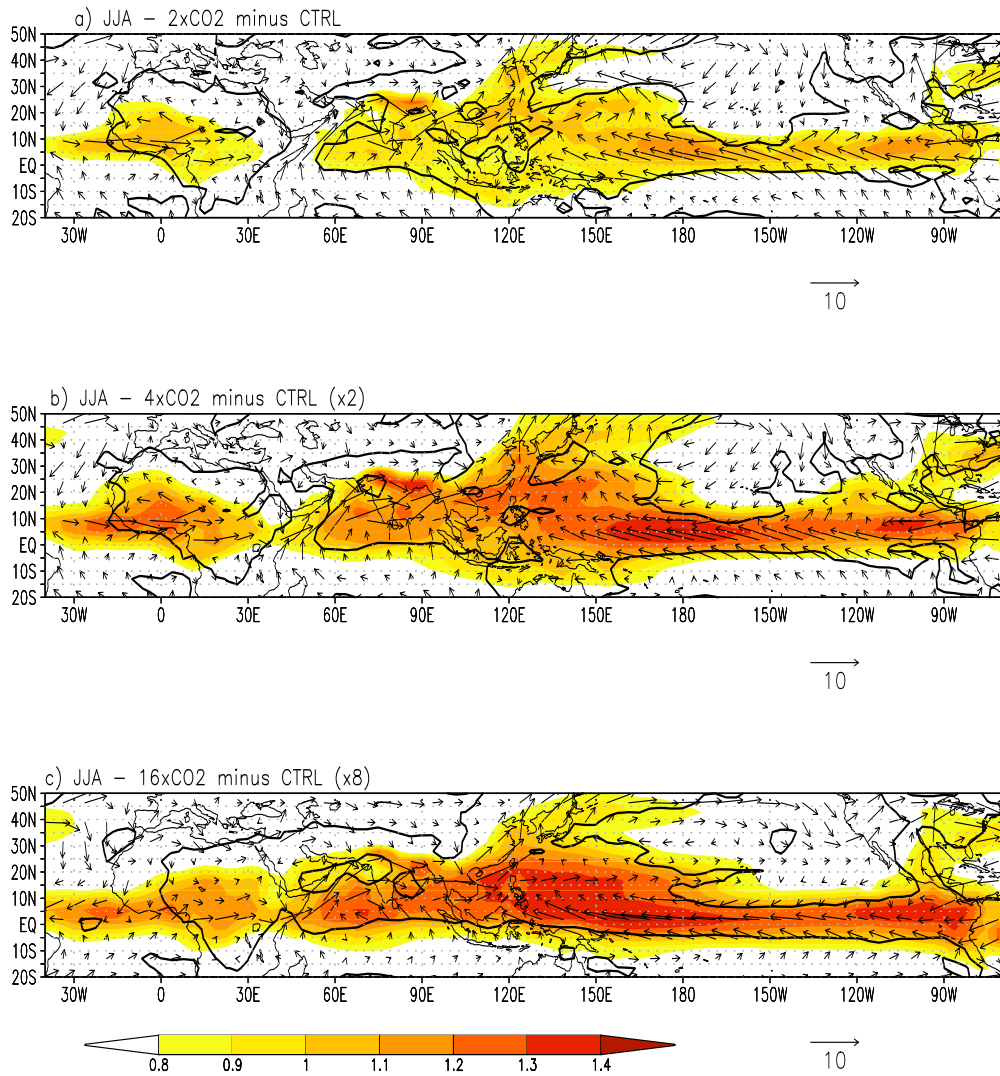 a) JJA - 2xCO2 minus CTRL
50N
40N
30N
20N
10N
EQ
10S
20S
30W 0 30E 60E 90E 120E 150E 180 150W 120W 90W
10
b) JJA - 4xCO2 minus CTRL (x2)
50N
40N
30N
20N
10N
EQ
10S
20S
30W 0 30E 60E 90E 120E 150E 180 150W 120W 90W
10
c) JJA - 16xCO2 minus CTRL (x8)
50N
40N
30N
20N
10N
EQ
10S
20S
30W 0 30E 60E 90E 120E 150E 180 150W 120W 90W
0.8 0.9 1 1.1 1.2 1.3 1.4
10